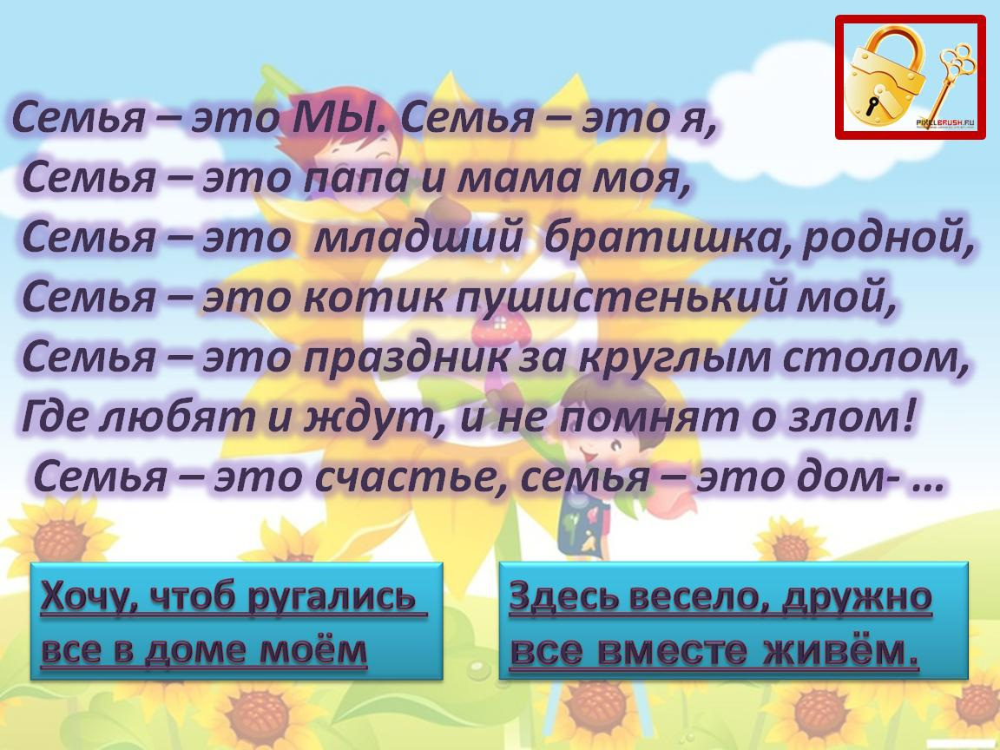 PIXELBRUSH.RU
Семья – это МЫ. Семья – это я,
Семья – это папа и мама моя,
Семья – это младший братишка, родной,
Семья – это котик пушистенький мой,
Семья – это праздник за круглым столом,
Где любят и ждут, и не помнят о злом!
Семья – это счастье, семья – это дом- ...
Хочу, чтоб ругались
все в доме моём
Здесь весело, дружно
все вместе живём.